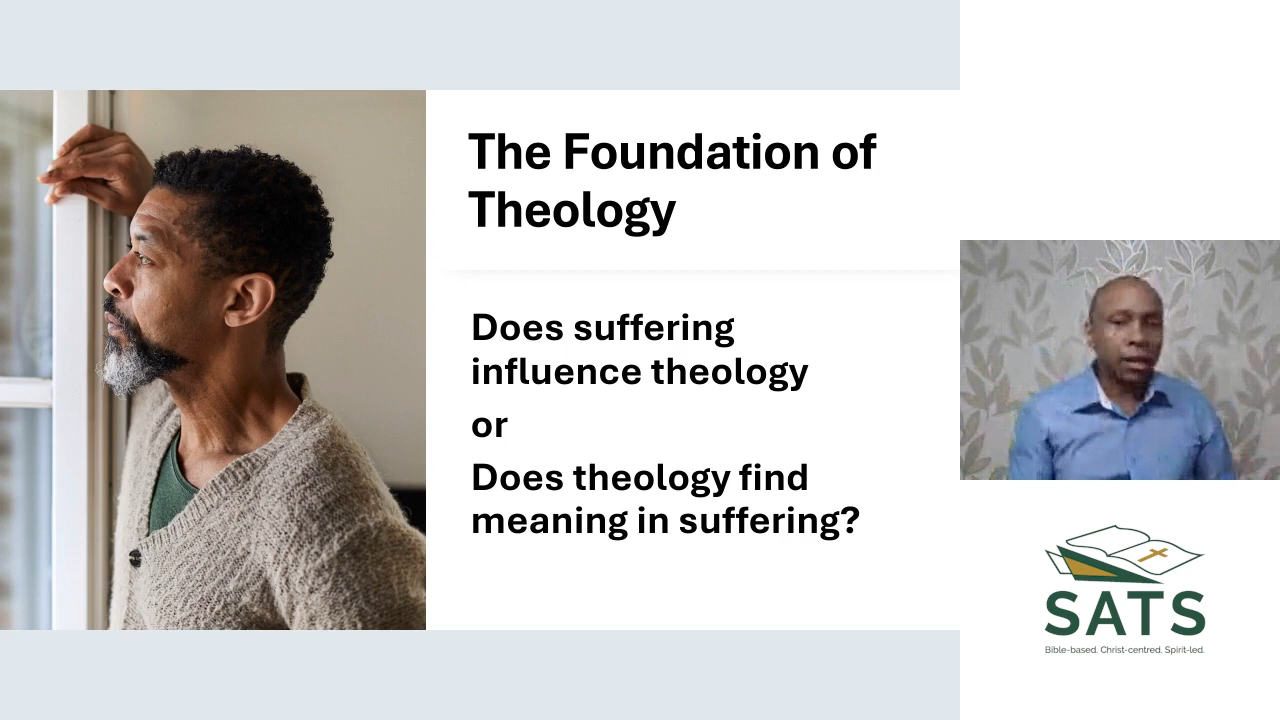 The Foundation of
Theology
Does suffering
influence theology
or
Does theology find
meaning in suffering?
SATS
Bible-based. Christ-centred. Spirit-led.